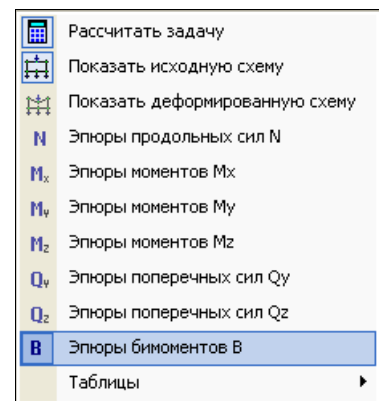 Рассчитать задачу
Показать исходную схему
Показать деформированную схему
N Эпюры продольных сил N
Mx Эпюры моментов Mx
My Эпюры моментов My
Mz Эпюры моментов Mz
Qy Эпюры поперечных сил Qy
Qz Эпюры поперечных сил Qz
B Эпюры бимоментов B
Таблицы